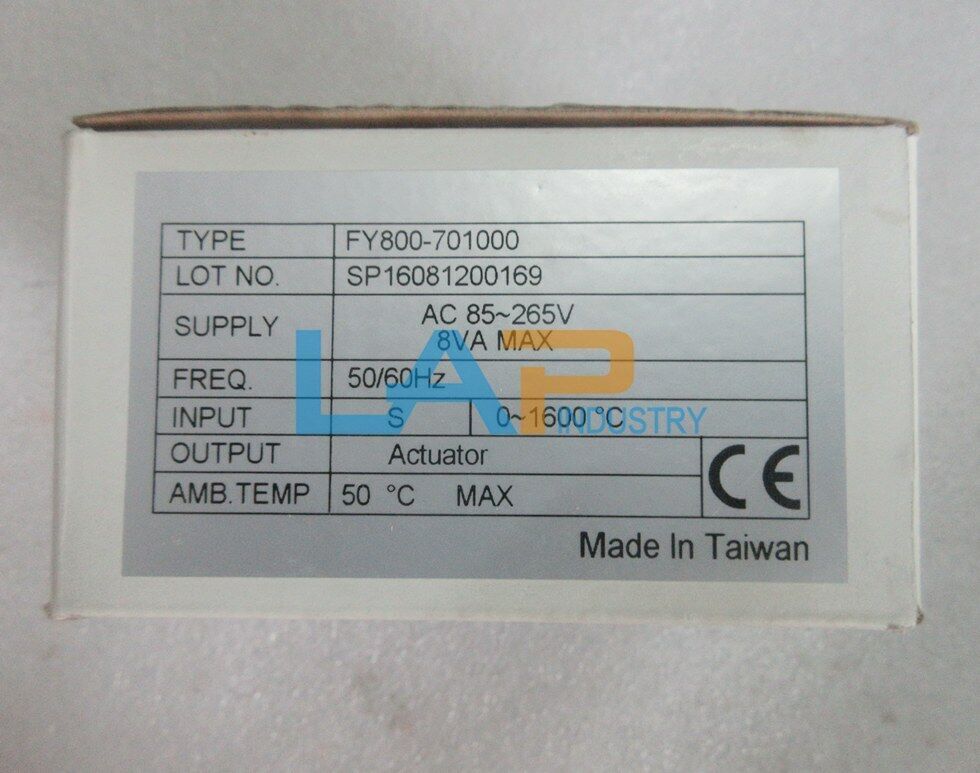 TYPE FY800-701000
LOT NO. SP16081200169
SUPPLY AC 85~265V
8VA MAX
FREQ. 50/60Hz
INPUT S 0~1600 °C
OUTPUT Actuator
AMB.TEMP 50 °C MAX
CE
Made In Taiwan
LAP
INDUSTRY